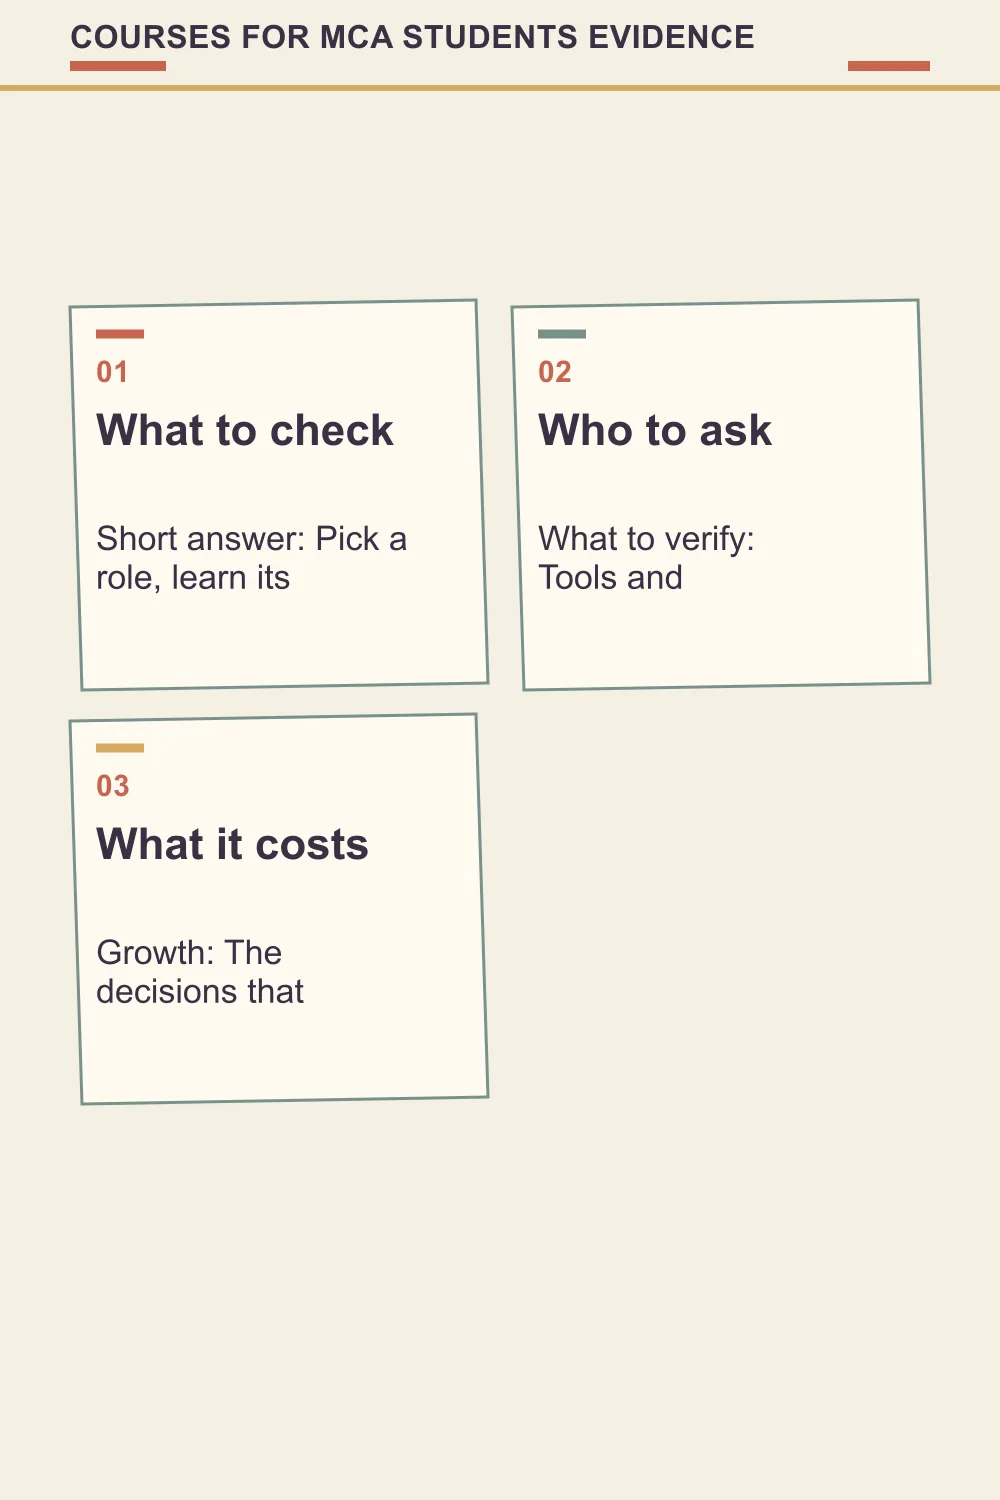 COURSES FOR MCA STUDENTS EVIDENCE
01
What to check
Short answer: Pick a
role, learn its
02
Who to ask
What to verify:
Tools and
03
What it costs
Growth: The
decisions that